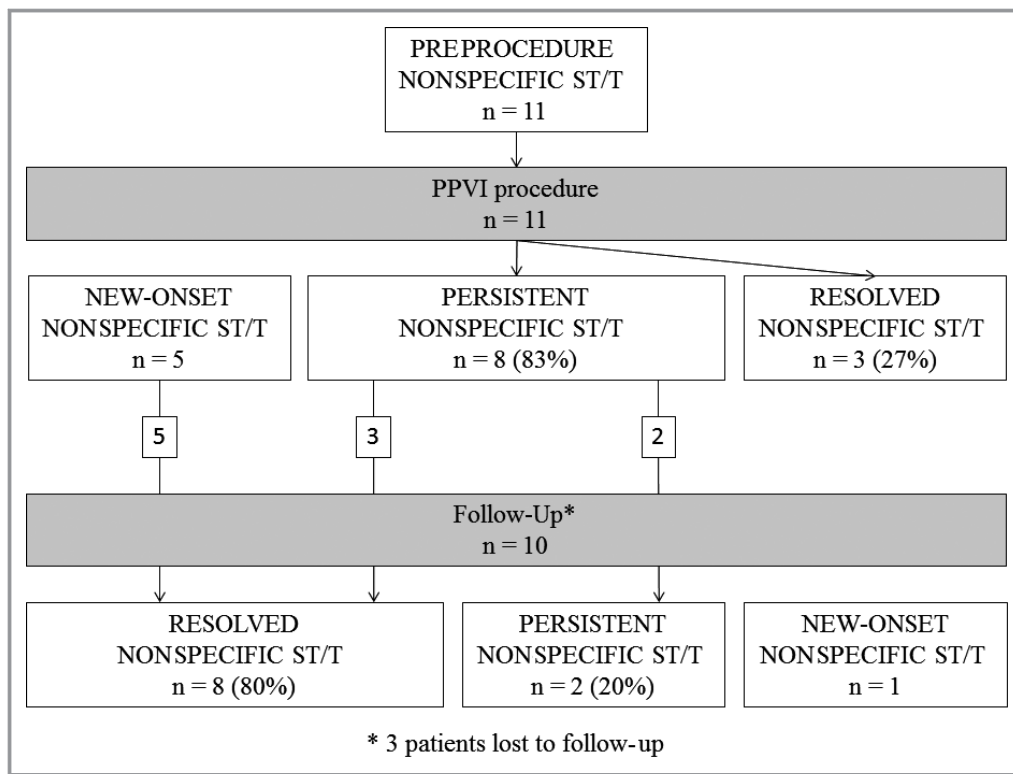 PREPROCEDURE
NONSPECIFIC ST/T
n = 11
PPVI procedure
n = 11
NEW-ONSET
NONSPECIFIC ST/T
n = 5
PERSISTENT
NONSPECIFIC ST/T
n = 8 (83%)
RESOLVED
NONSPECIFIC ST/T
n = 3 (27%)
5
3
2
Follow-Up*
n = 10
RESOLVED
NONSPECIFIC ST/T
n = 8 (80%)
PERSISTENT
NONSPECIFIC ST/T
n = 2 (20%)
NEW-ONSET
NONSPECIFIC ST/T
n = 1
* 3 patients lost to follow-up